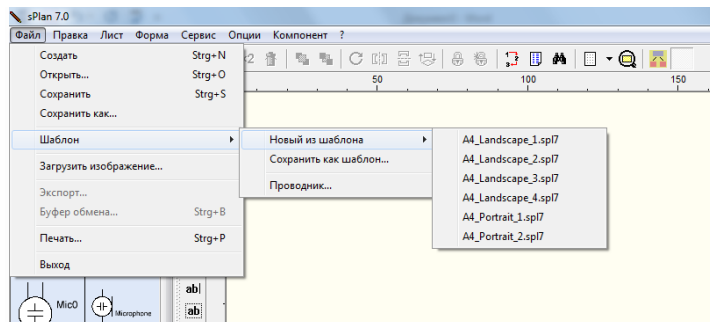 sPlan 7.0
Файл Правка Лист Форма Сервис Опции Компонент ?
Создать Strg+N
Открыть... Strg+O
Сохранить Strg+S
Сохранить как...
Шаблон
Загрузить изображение...
Экспорт...
Буфер обмена... Strg+B
Печать... Strg+P
Выход
Новый из шаблона
Сохранить как шаблон...
Проводник...
A4_Landscape_1.spl7
A4_Landscape_2.spl7
A4_Landscape_3.spl7
A4_Landscape_4.spl7
A4_Portrait_1.spl7
A4_Portrait_2.spl7
50 100 150
Mic0 Microphone
ab|
ab